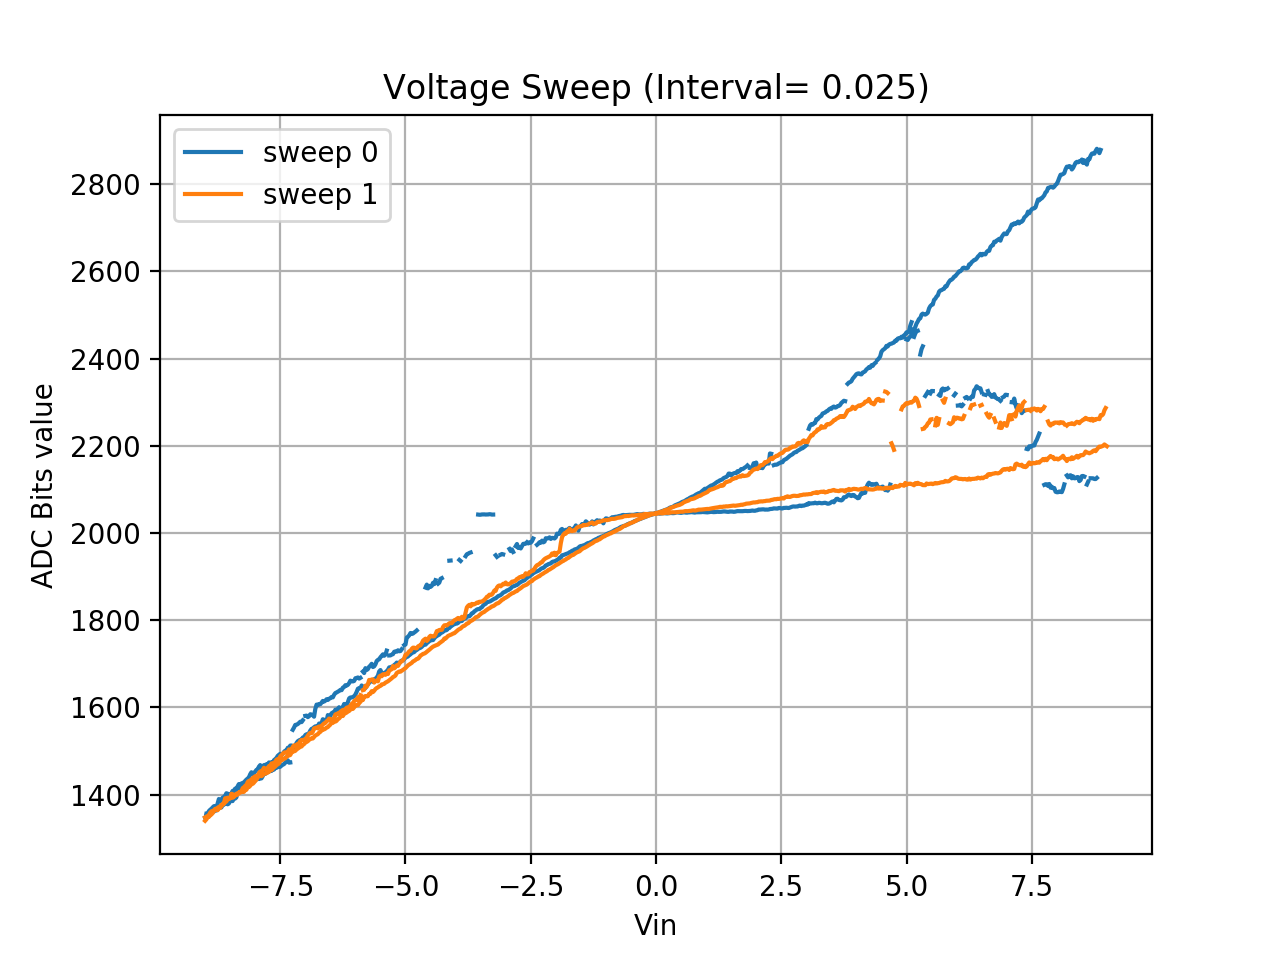 Voltage Sweep (Interval= 0.025)
sweep 0
sweep 1
ADC Bits value
2800
2600
2400
2200
2000
1800
1600
1400
−7.5 −5.0 −2.5 0.0 2.5 5.0 7.5
Vin